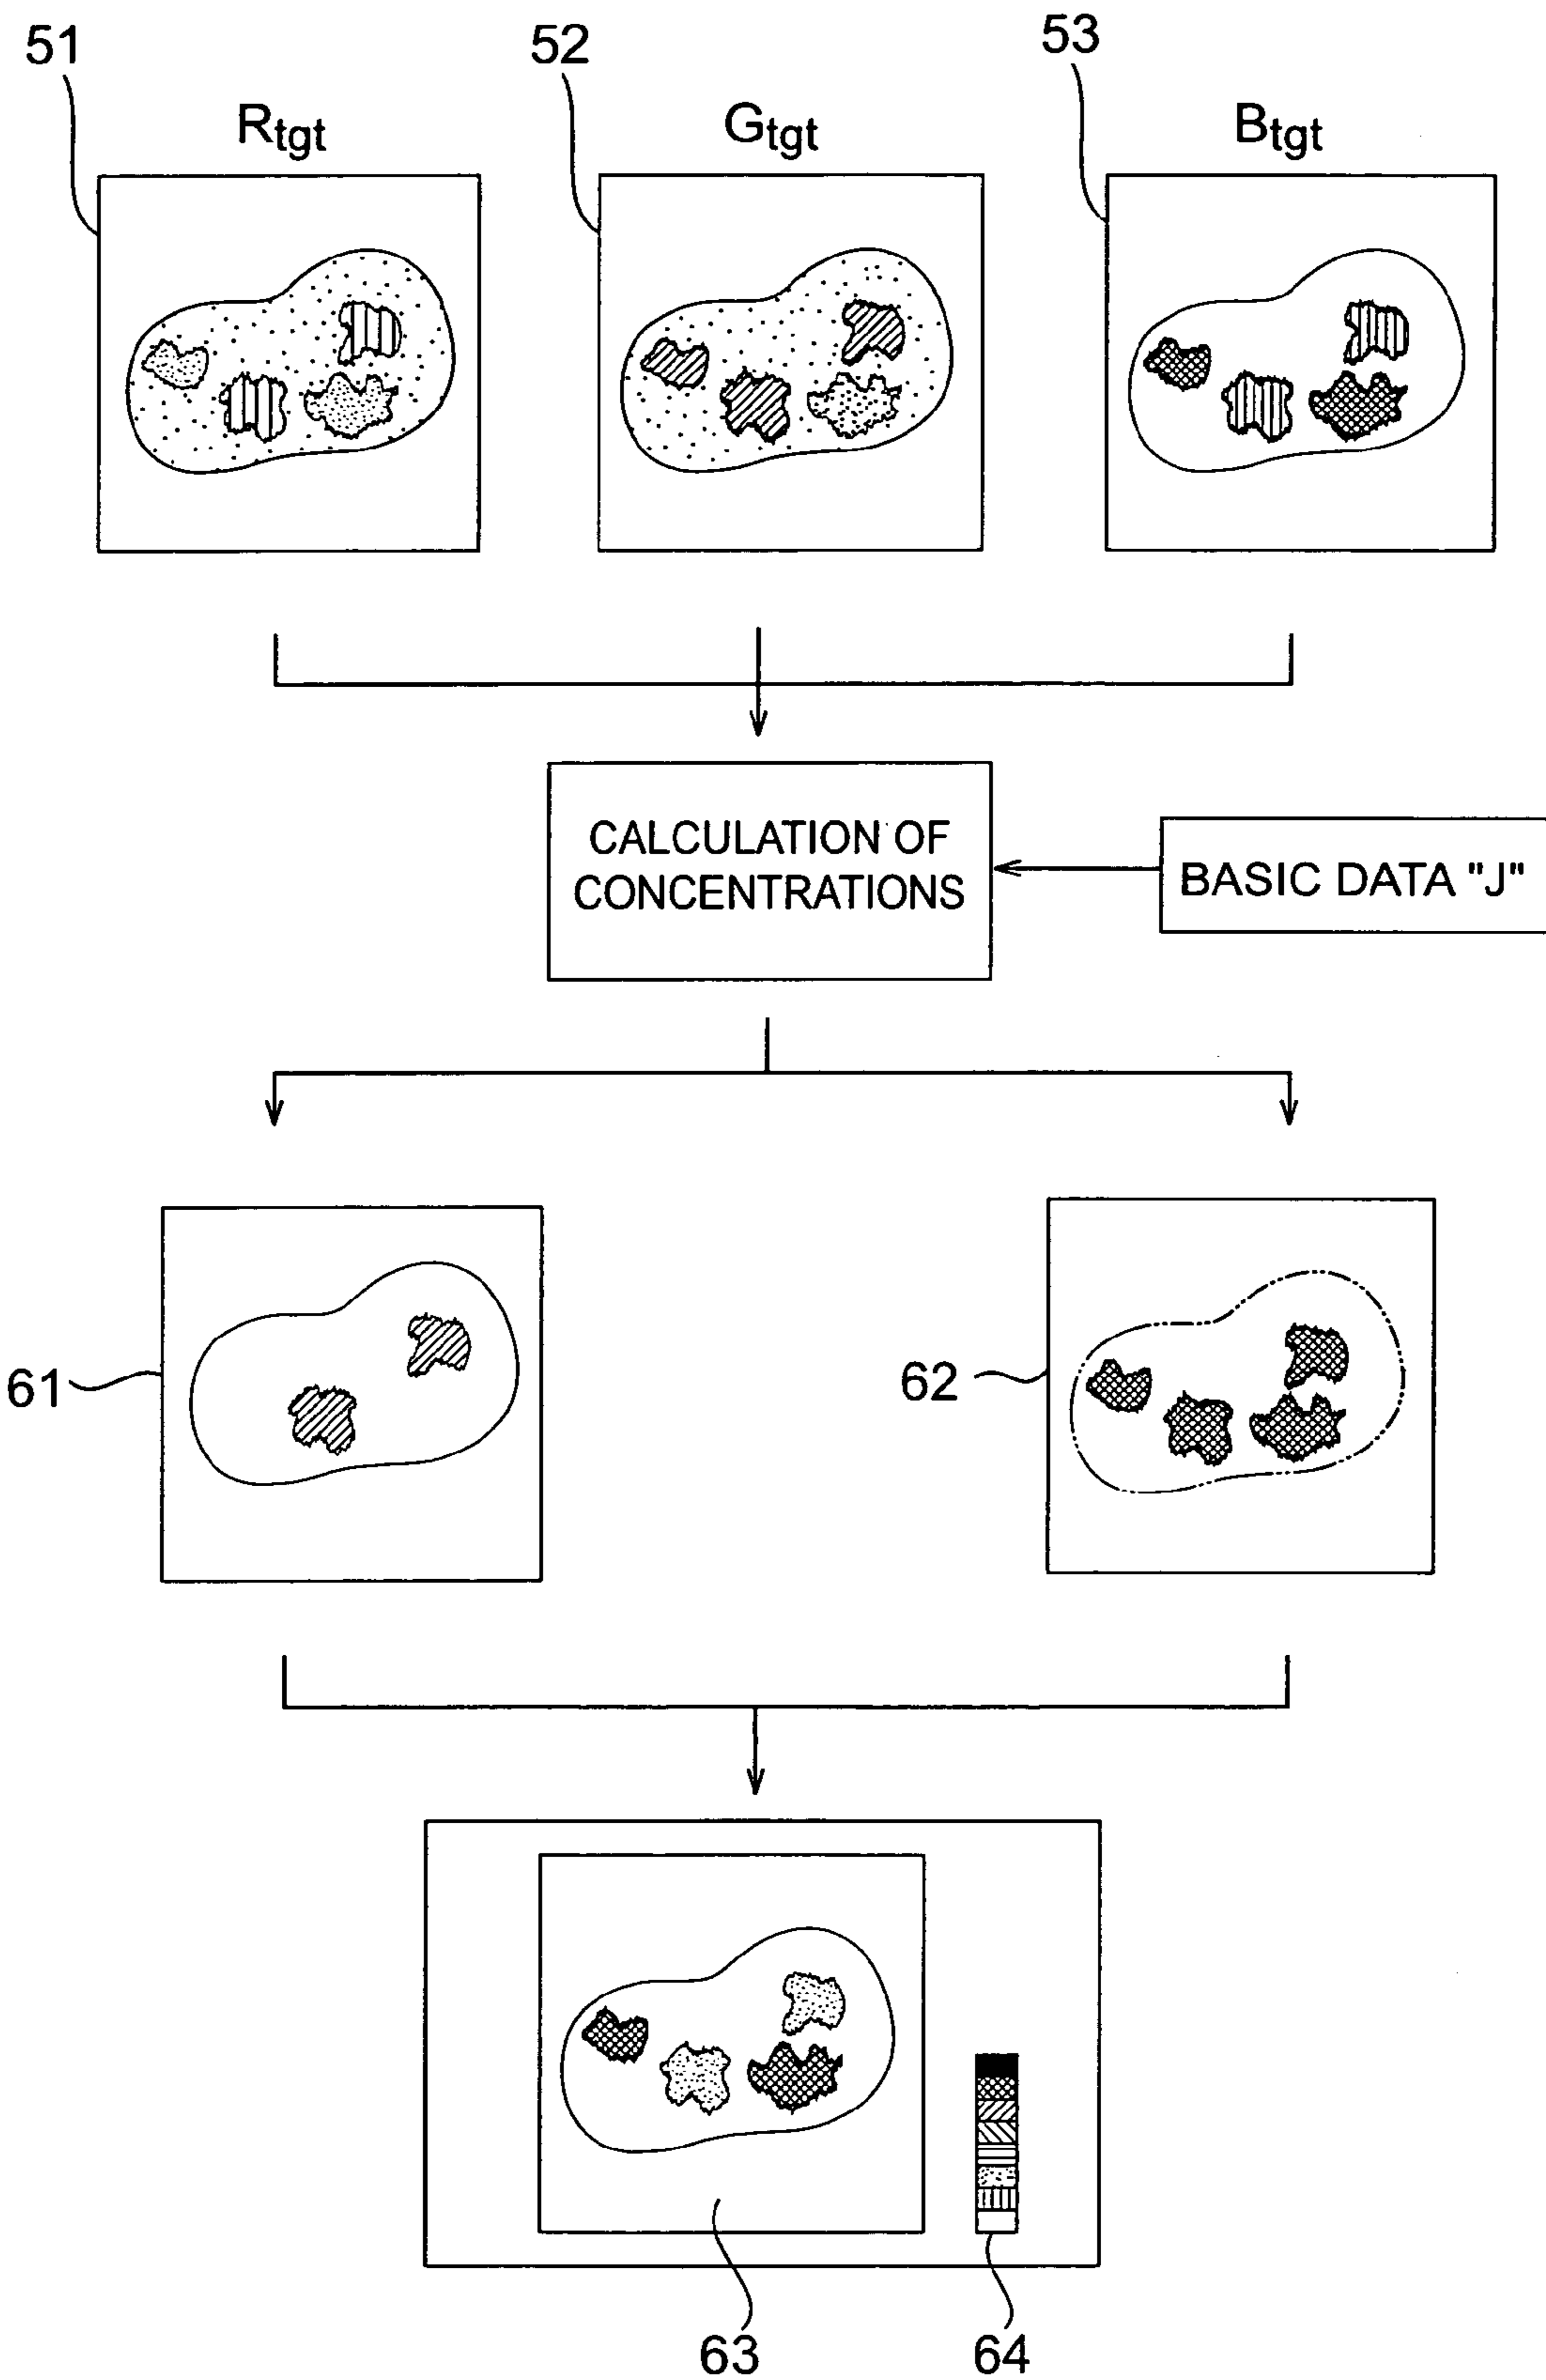 51
52
53
Rtgt
Gtgt
Btgt
CALCULATION OF
CONCENTRATIONS
BASIC DATA "J"
61
62
63
64